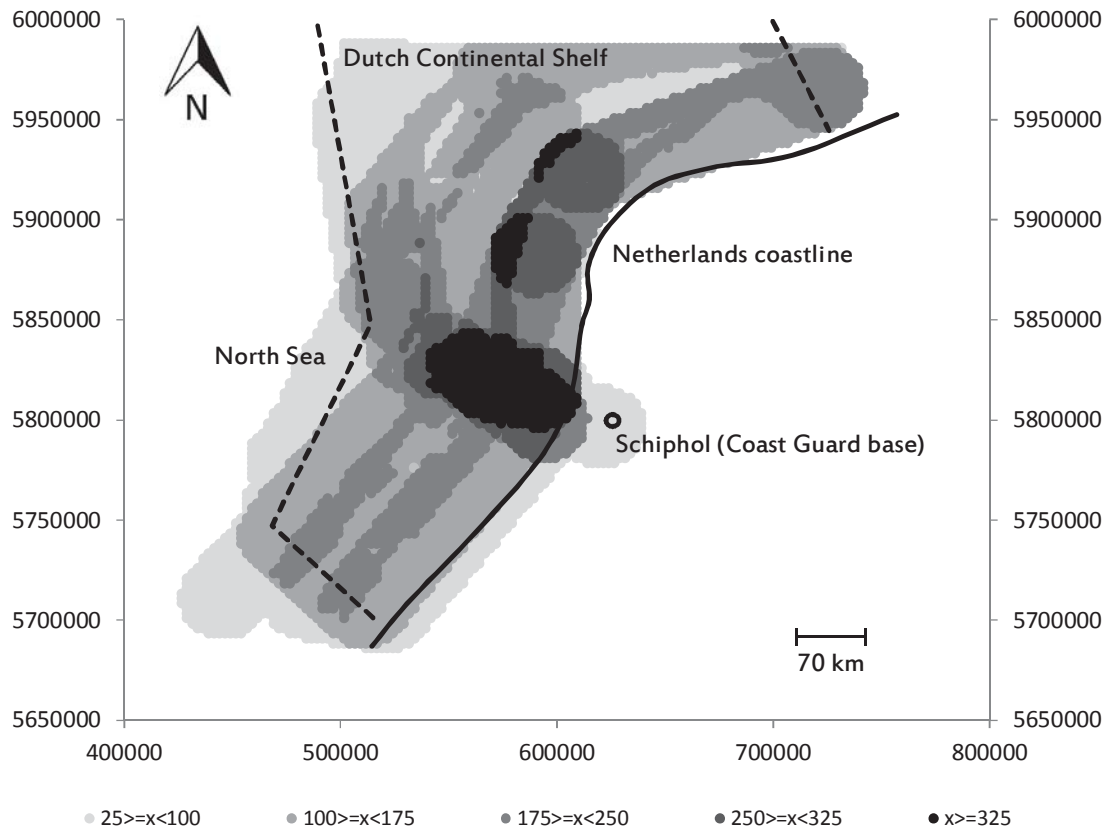 6000000 6000000
Dutch Continental Shelf
N
5950000 5950000
5900000 5900000
Netherlands coastline
5850000 5850000
North Sea
5800000 5800000
Schiphol (Coast Guard base)
5750000 5750000
5700000 5700000
70 km
5650000 5650000
400000 500000 600000 700000 800000
25>=x<100 100>=x<175 175>=x<250 250>=x<325 x>=325